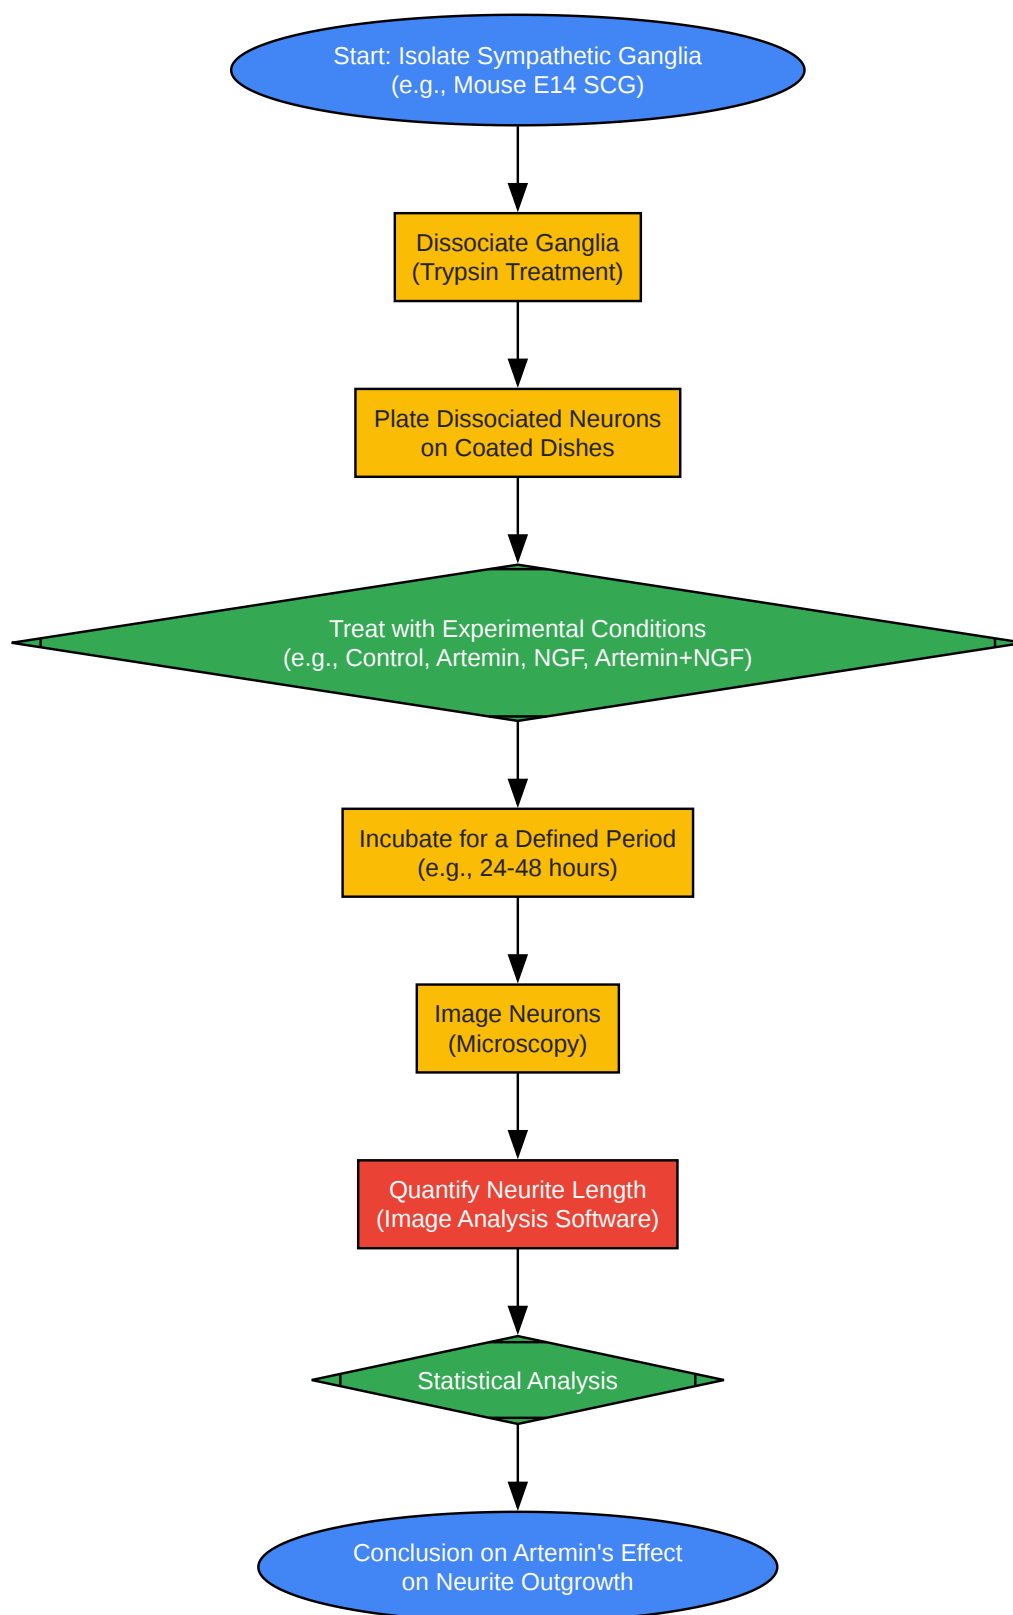 Start: Isolate Sympathetic Ganglia
(e.g., Mouse E14 SCG)
Dissociate Ganglia
(Trypsin Treatment)
Plate Dissociated Neurons
on Coated Dishes
Treat with Experimental Conditions
(e.g., Control, Artemin, NGF, Artemin+NGF)
Incubate for a Defined Period
(e.g., 24-48 hours)
Image Neurons
(Microscopy)
Quantify Neurite Length
(Image Analysis Software)
Statistical Analysis
Conclusion on Artemin's Effect
on Neurite Outgrowth